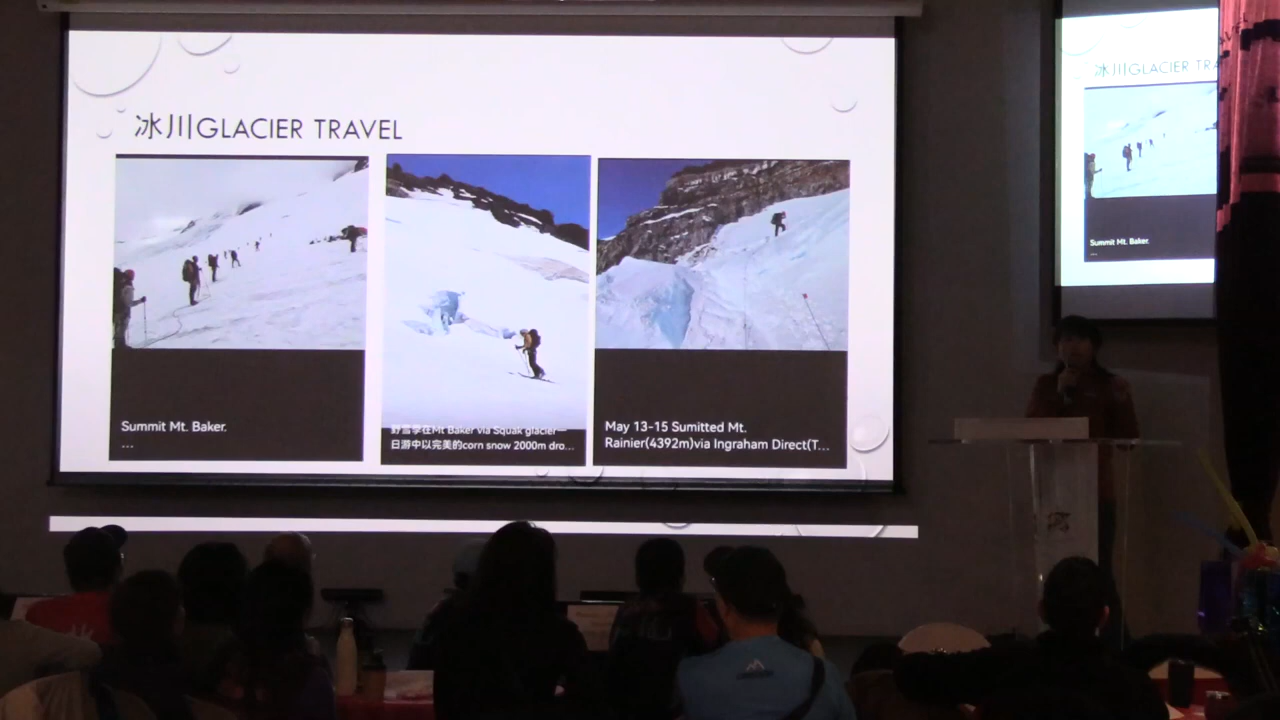 冰川GLACIER TRAVEL
Summit Mt. Baker.
...
野雪季在Mt Baker via Squak glacier一
日游中以完美的corn snow 2000m dro...
May 13-15 Sumitted Mt.
Rainier(4392m)via Ingraham Direct(T...
冰川GLACIER TRA
Summit Mt. Baker.
...